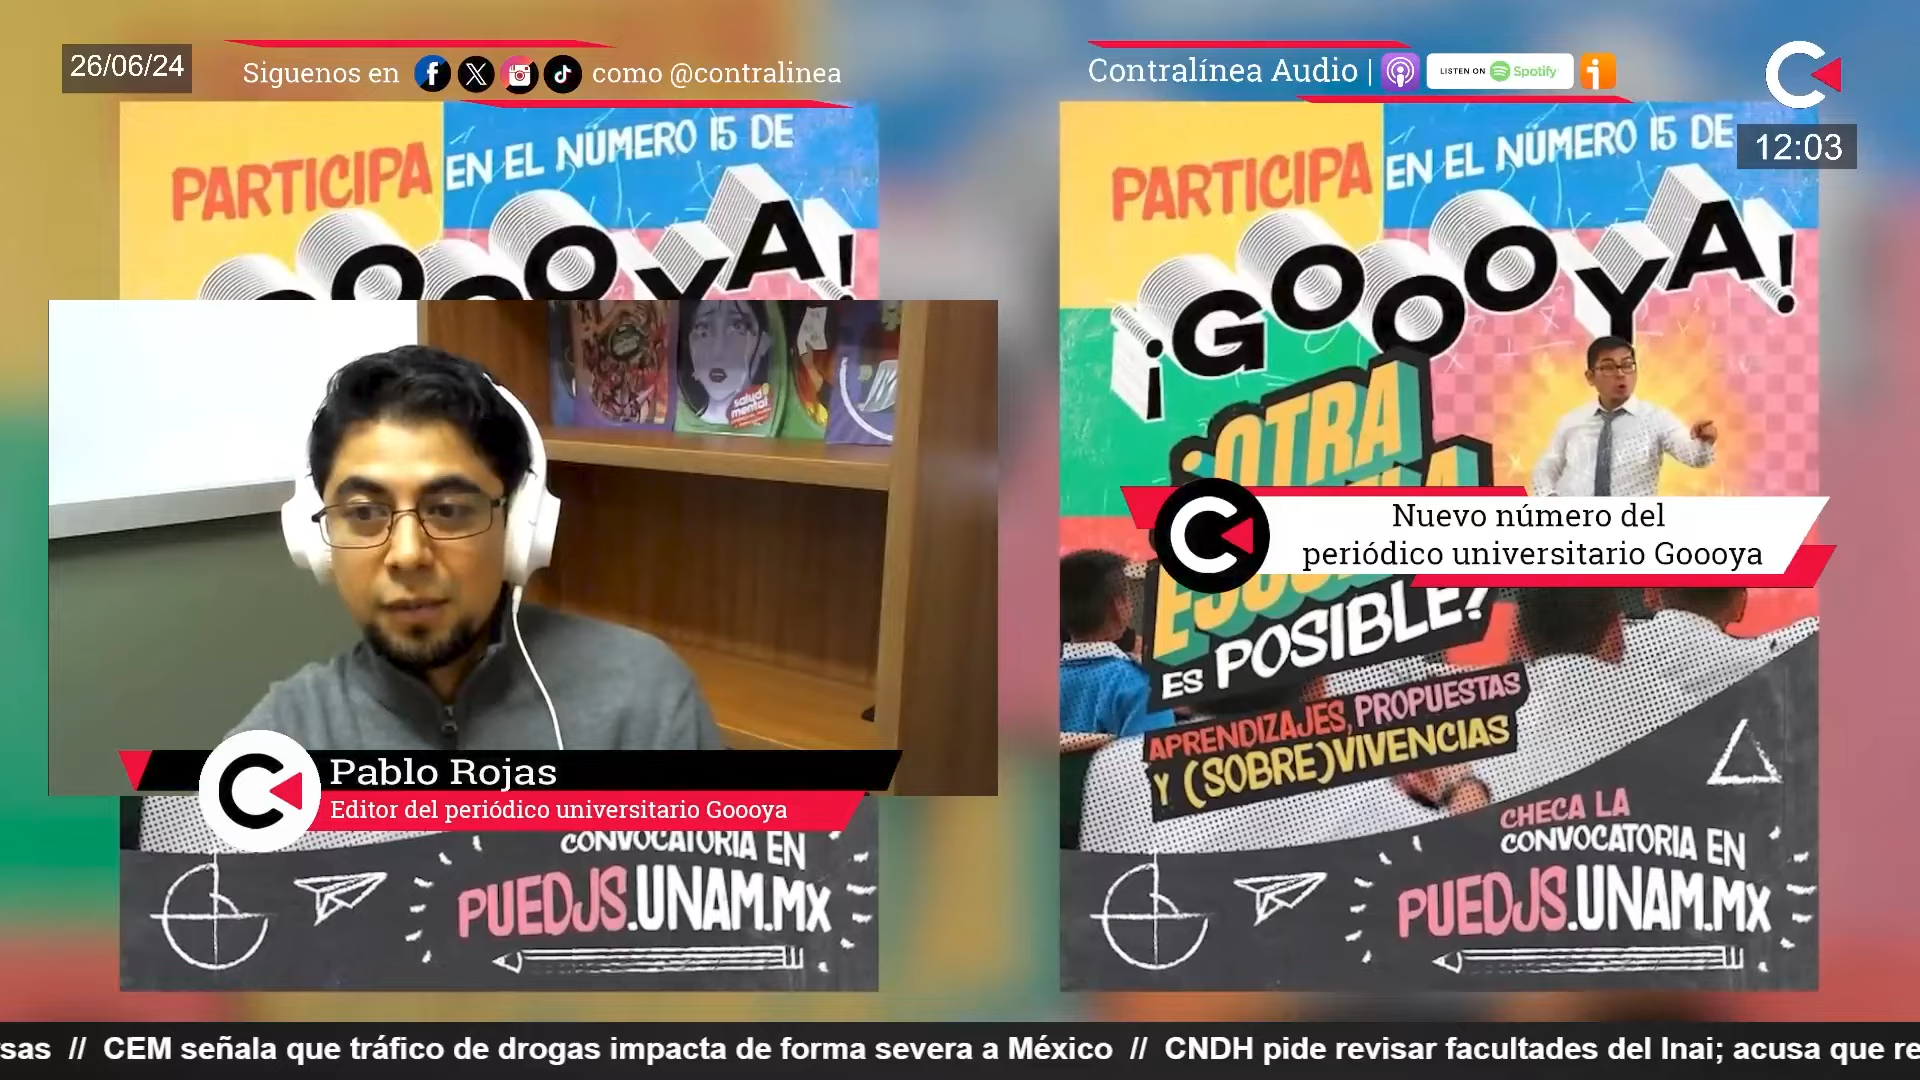 26/06/24
Siguenos en
como @contralinea
Contralínea Audio |
LISTEN ON Spotify
12:03
PARTICIPA EN EL NÚMERO 15 DE
PARTICIPA EN EL NÚMERO 15 DE
¡GOOOYA!
¿OTRA
ES POSIBLE?
APRENDIZAJES, PROPUESTAS
Y (SOBRE)VIVENCIAS
CHECA LA
CONVOCATORIA EN
PUEDJS.UNAM.MX
Nuevo número del
periódico universitario Goooya
salud
mental
Pablo Rojas
Editor del periódico universitario Goooya
CONVOCATORIA EN
PUEDJS.UNAM.MX
sas // CEM señala que tráfico de drogas impacta de forma severa a México // CNDH pide revisar facultades del Inai; acusa que re